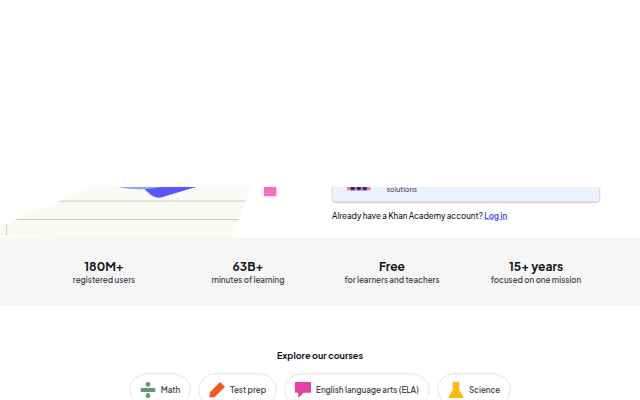 solutions
Already have a Khan Academy account? Log in
180M+
registered users
63B+
minutes of learning
Free
for learners and teachers
15+ years
focused on one mission
Explore our courses
Math
Test prep
English language arts (ELA)
Science